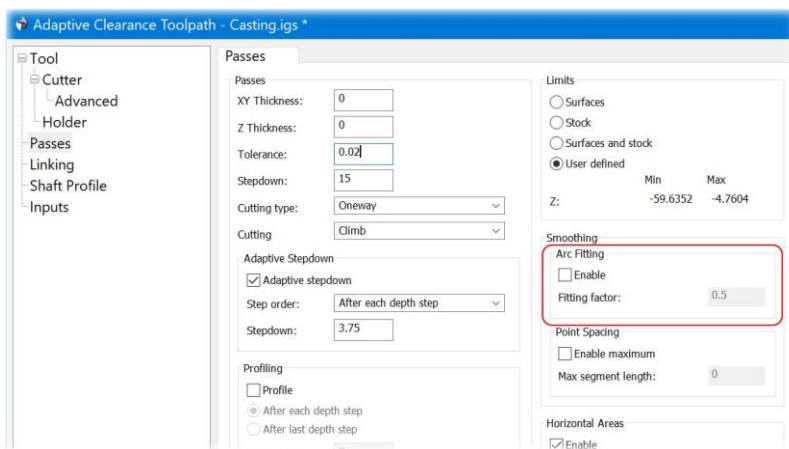 Adaptive Clearance Toolpath - Casting.igs *
Tool
Cutter
Advanced
Holder
Passes
Linking
Shaft Profile
Inputs
Passes
Passes
XY Thickness: 0
Z Thickness: 0
Tolerance: 0.02
Stepdown: 15
Cutting type: Oneway
Cutting Climb
Adaptive Stepdown
Adaptive stepdown
Step order: After each depth step
Stepdown: 3.75
Profiling
Profile
After each depth step
After last depth step
Limits
Surfaces
Stock
Surfaces and stock
User defined
Min Max
Z: -59.6352 -4.7604
Smoothing
Arc Fitting
Enable
Fitting factor: 0.5
Point Spacing
Enable maximum
Max segment length: 0
Horizontal Areas
Enable